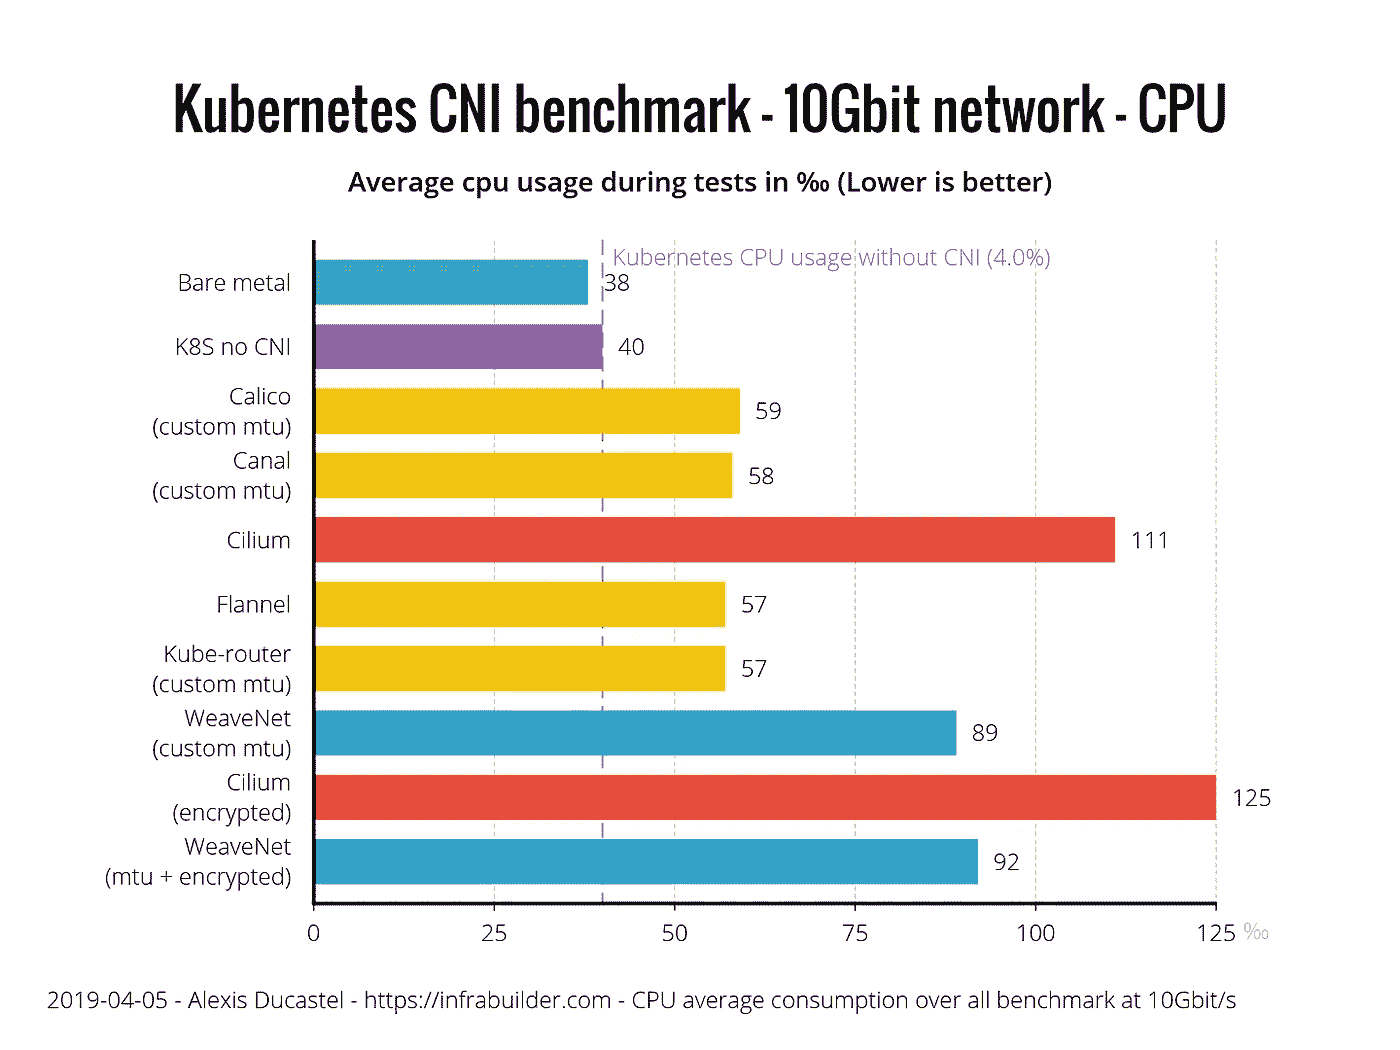 Kubernetes CNI benchmark - 10Gbit network - CPU
Average cpu usage during tests in ‰ (Lower is better)
Kubernetes CPU usage without CNI (4.0%)
Bare metal
38
K8S no CNI
40
Calico
(custom mtu)
59
Canal
(custom mtu)
58
Cilium
111
Flannel
57
Kube-router
(custom mtu)
57
WeaveNet
(custom mtu)
89
Cilium
(encrypted)
125
WeaveNet
(mtu + encrypted)
92
0 25 50 75 100 125 ‰
2019-04-05 - Alexis Ducastel - https://infrabuilder.com - CPU average consumption over all benchmark at 10Gbit/s